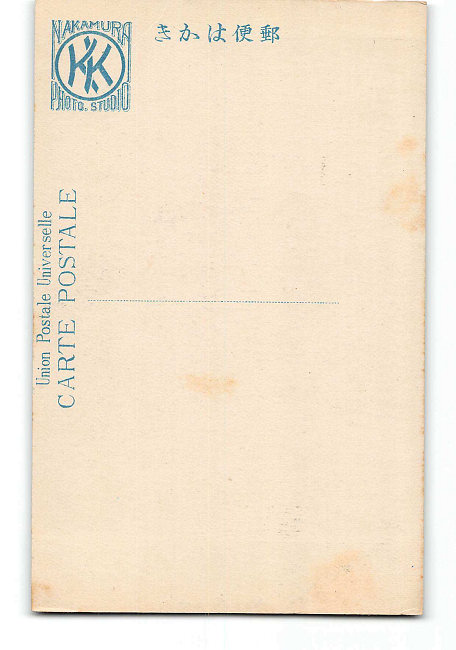 NAKAMURA
KK
PHOTO. STUDIO
郵便はかき
Union Postale Universelle
CARTE POSTALE